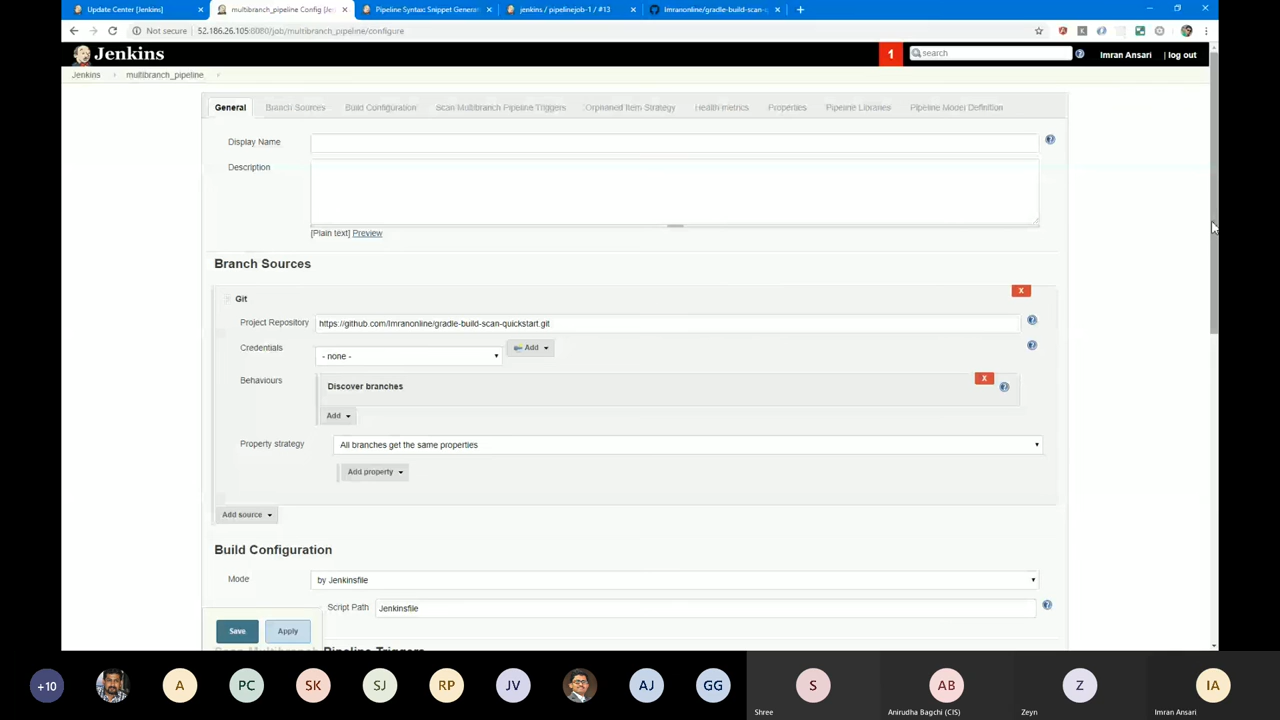 Update Center [Jenkins]
multibranch_pipeline Config [Je
Pipeline Syntax: Snippet Genera
jenkins / pipelinejob-1 / #13
Imranonline/gradle-build-scan-
Not secure
52.186.26.105:8080/job/multibranch_pipeline/configure
Jenkins
1
search
Imran Ansari
| log out
Jenkins
multibranch_pipeline
General
Branch Sources
Build Configuration
Scan Multibranch Pipeline Triggers
Orphaned Item Strategy
Health metrics
Properties
Pipeline Libraries
Pipeline Model Definition
Display Name
Description
[Plain text] Preview
Branch Sources
Git
X
Project Repository
https://github.com/Imranonline/gradle-build-scan-quickstart.git
Credentials
- none -
Add
Behaviours
Discover branches
X
Add
Property strategy
All branches get the same properties
Add property
Add source
Build Configuration
Mode
by Jenkinsfile
Script Path
Jenkinsfile
Save
Apply
Pipeline Triggers
+10
A
PC
SK
SJ
RP
JV
AJ
GG
S
AB
Z
IA
Shree
Anirudha Bagchi (CIS)
Zeyn
Imran Ansari